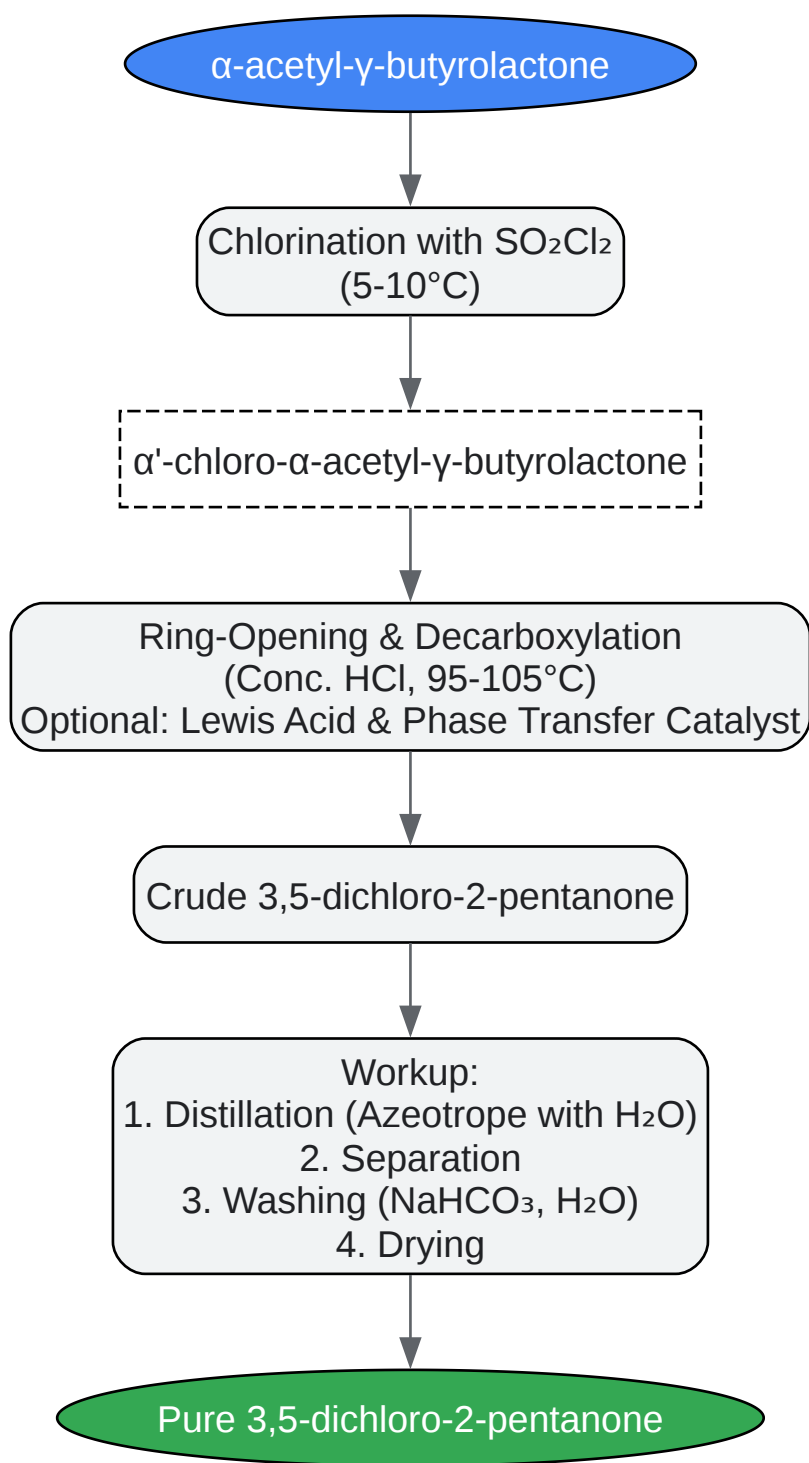 α-acetyl-γ-butyrolactone
Chlorination with SO₂Cl₂
(5-10°C)
α'-chloro-α-acetyl-γ-butyrolactone
Ring-Opening & Decarboxylation
(Conc. HCl, 95-105°C)
Optional: Lewis Acid & Phase Transfer Catalyst
Crude 3,5-dichloro-2-pentanone
Workup:
1. Distillation (Azeotrope with H₂O)
2. Separation
3. Washing (NaHCO₃, H₂O)
4. Drying
Pure 3,5-dichloro-2-pentanone